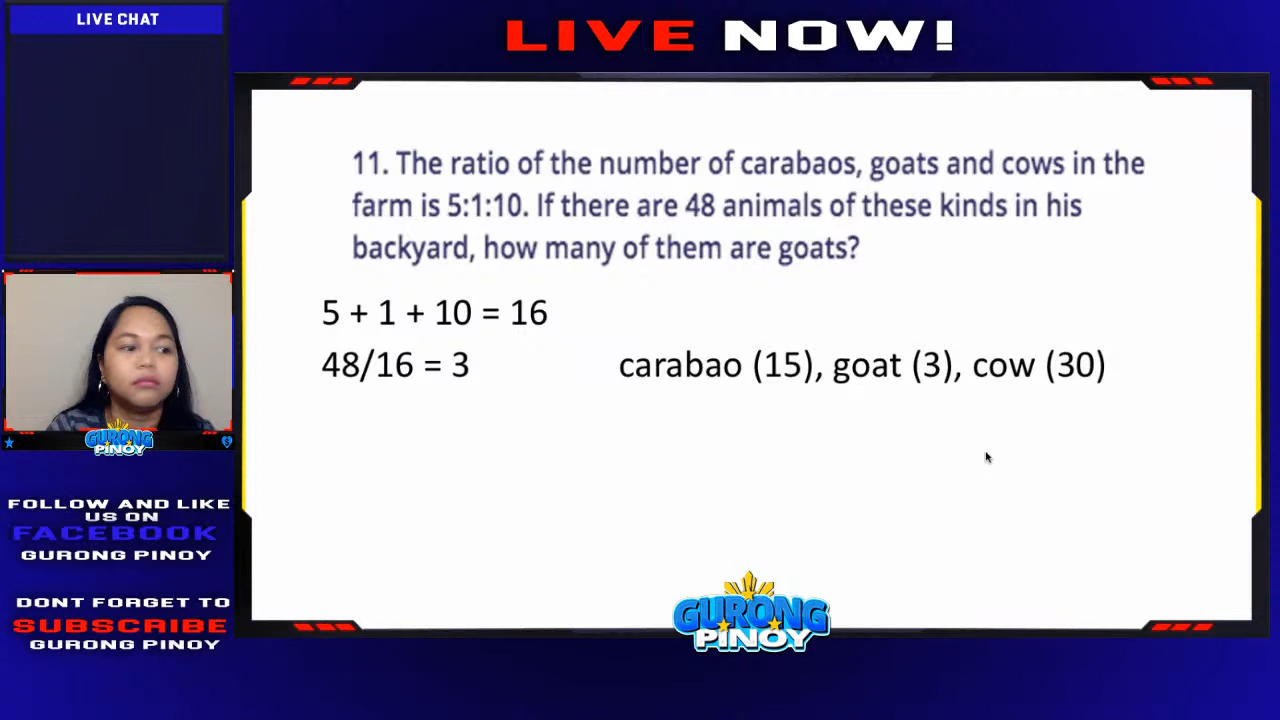 LIVE CHAT
LIVE NOW!
11. The ratio of the number of carabaos, goats and cows in the
farm is 5:1:10. If there are 48 animals of these kinds in his
backyard, how many of them are goats?
5 + 1 + 10 = 16
48/16 = 3
carabao (15), goat (3), cow (30)
GURONG
PINOY
FOLLOW AND LIKE
US ON
FACEBOOK
GURONG PINOY
DONT FORGET TO
SUBSCRIBE
GURONG PINOY
GURONG
PINOY